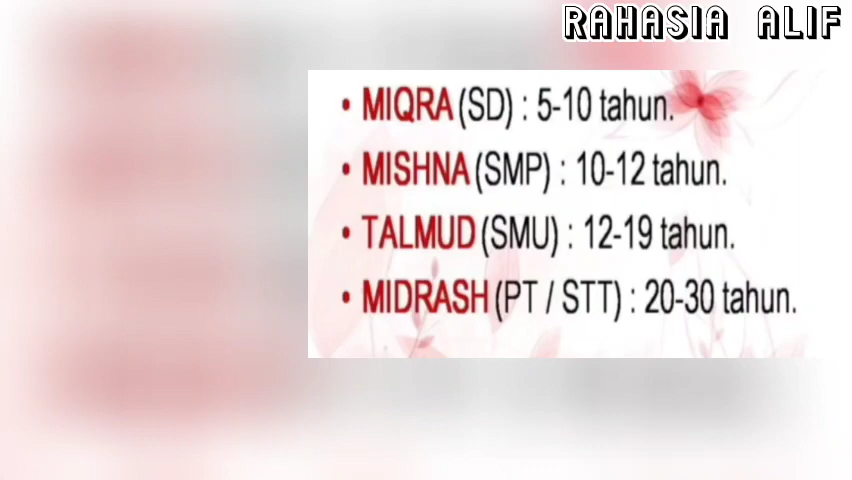 RAHASIA ALIF
• MIQRA (SD) : 5-10 tahun.
• MISHNA (SMP) : 10-12 tahun.
• TALMUD (SMU) : 12-19 tahun.
• MIDRASH (PT / STT) : 20-30 tahun.